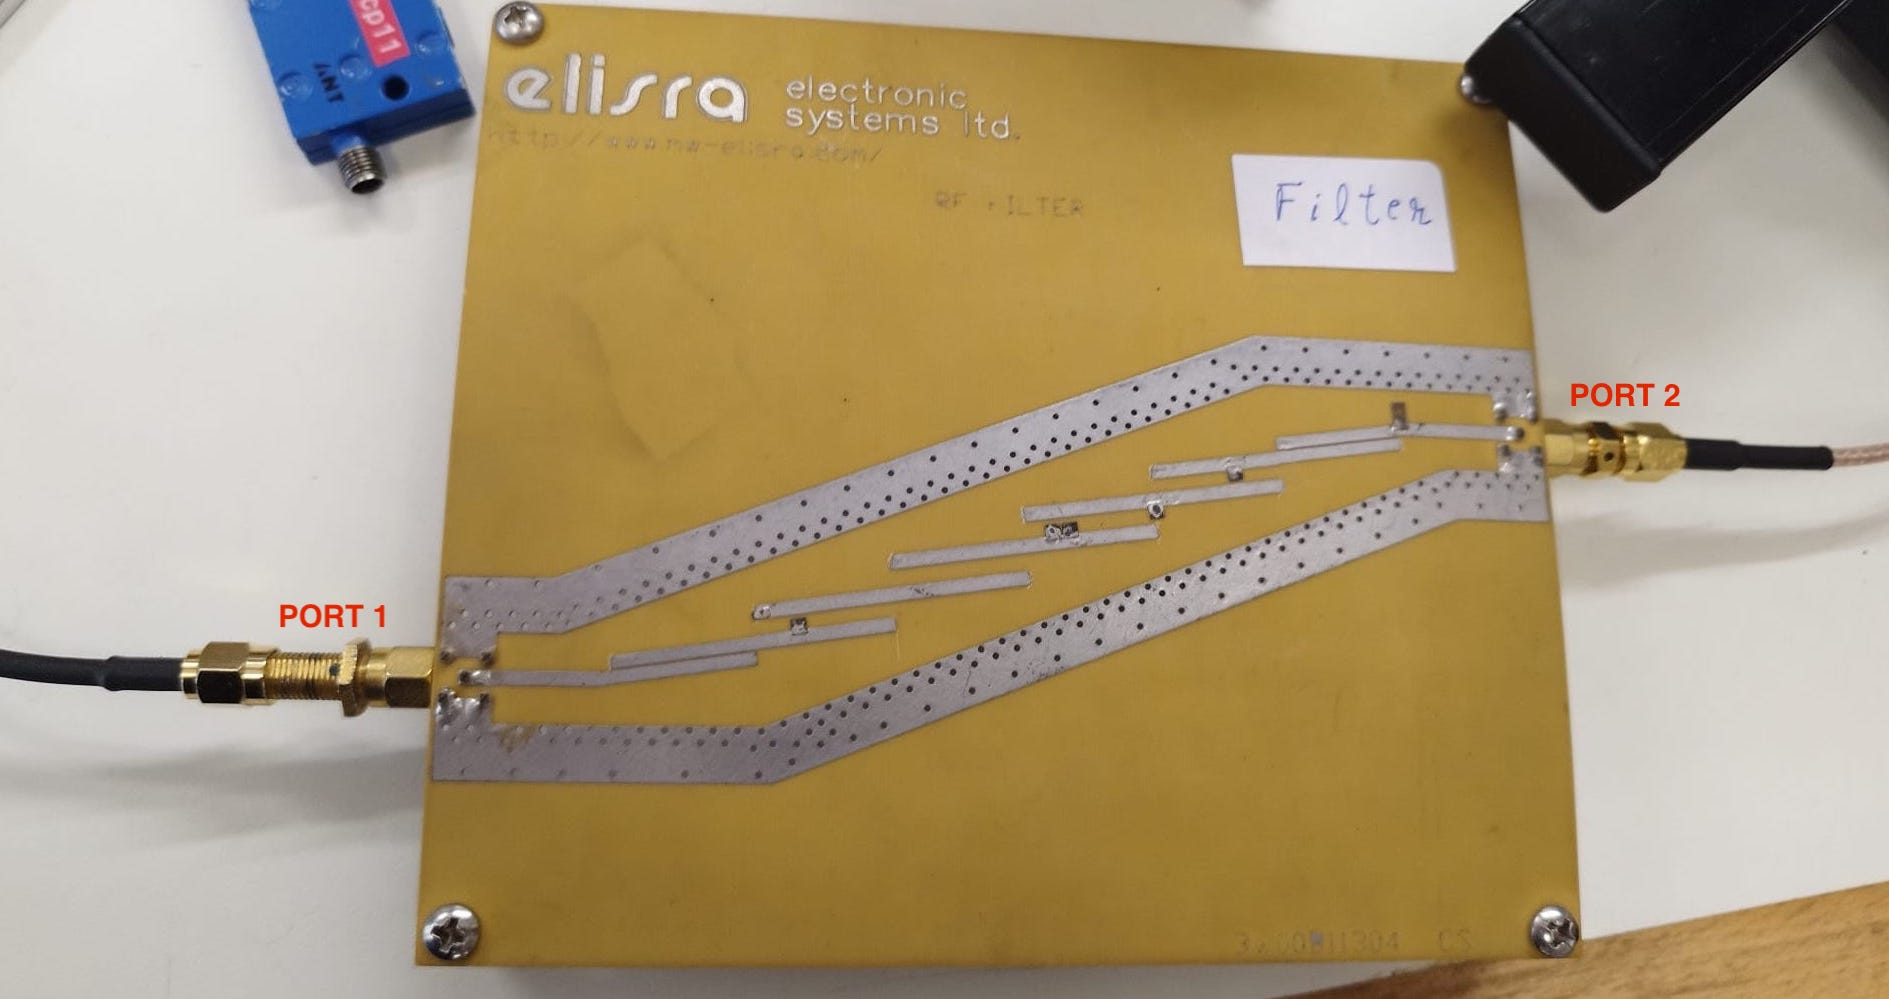 cp11
ANT
elisra electronic
systems ltd.
RF FILTER
Filter
PORT 2
PORT 1